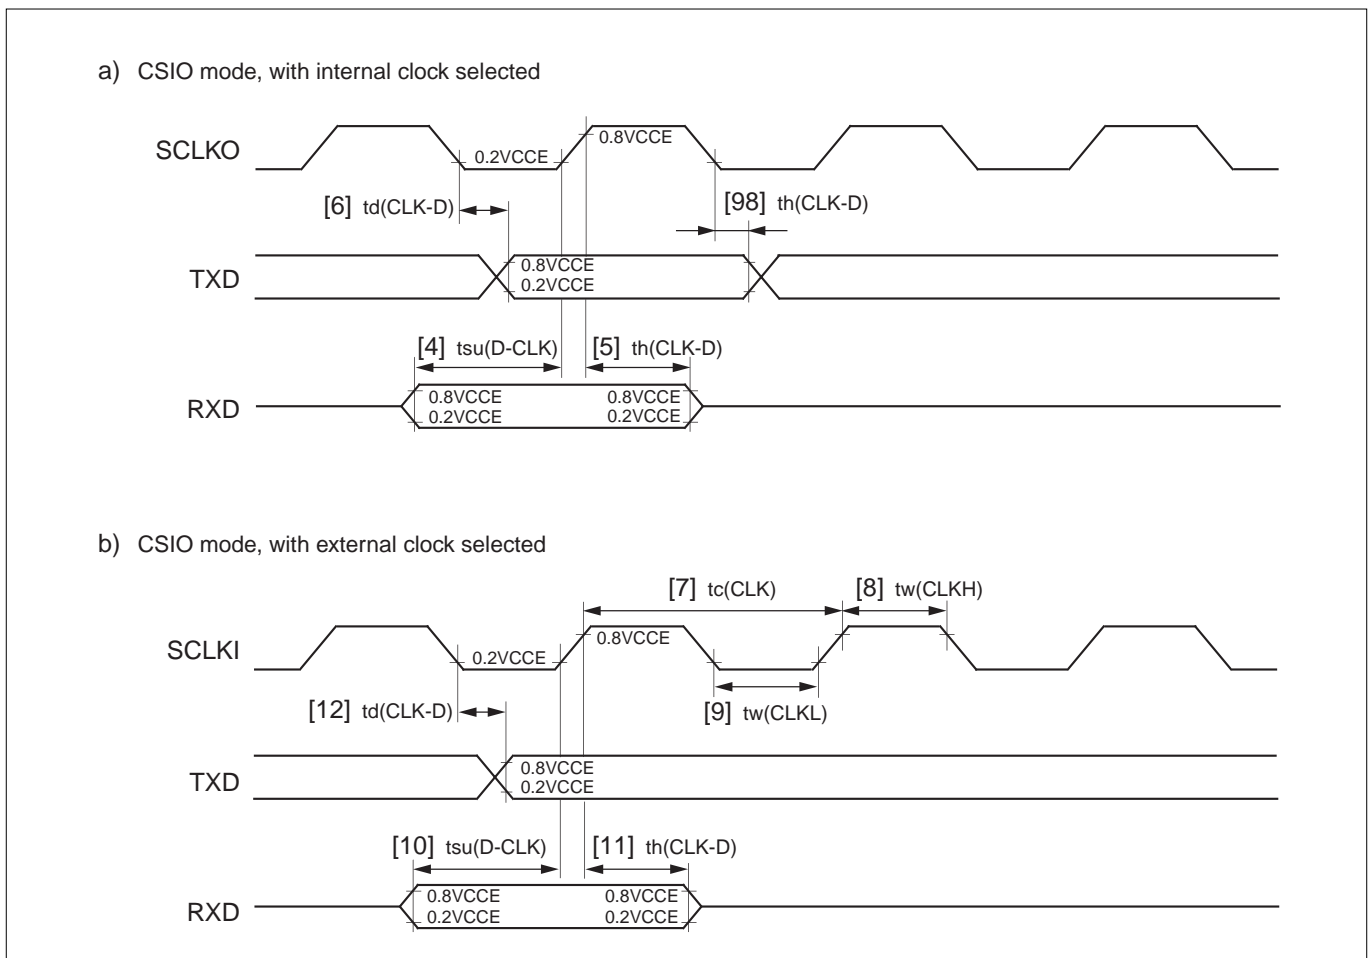 a) CSIO mode, with internal clock selected
SCLKO
0.2VCCE
0.8VCCE
[6] td(CLK-D)
[98] th(CLK-D)
TXD
0.8VCCE
0.2VCCE
[4] tsu(D-CLK)
[5] th(CLK-D)
RXD
0.8VCCE
0.2VCCE
0.8VCCE
0.2VCCE
b) CSIO mode, with external clock selected
[7] tc(CLK)
[8] tw(CLKH)
SCLKI
0.2VCCE
0.8VCCE
[12] td(CLK-D)
[9] tw(CLKL)
TXD
0.8VCCE
0.2VCCE
[10] tsu(D-CLK)
[11] th(CLK-D)
RXD
0.8VCCE
0.2VCCE
0.8VCCE
0.2VCCE